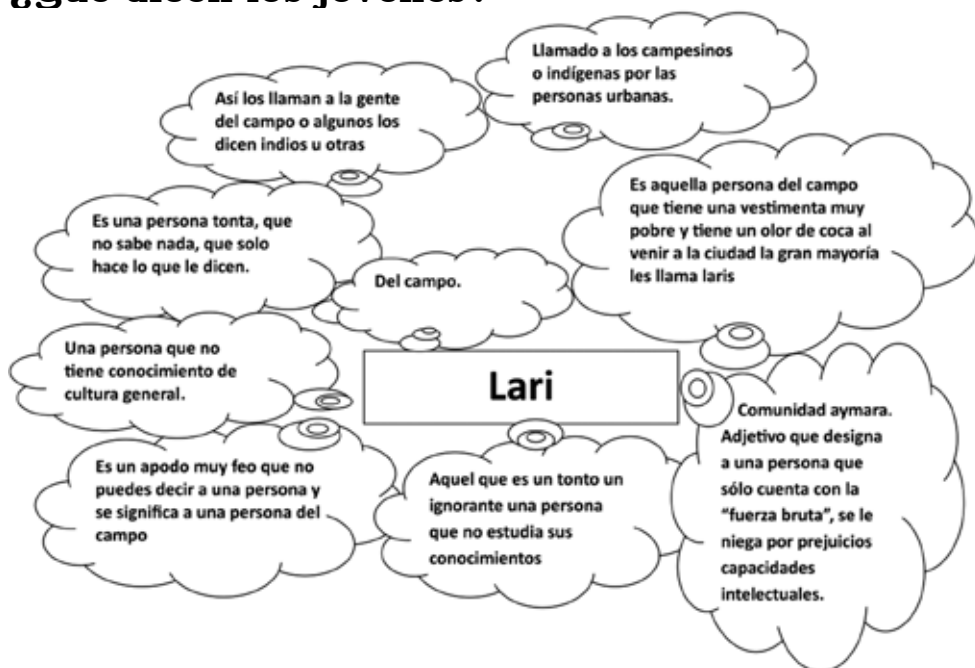 ¿Qué dicen los jóvenes?
Llamado a los campesinos
o indígenas por las
personas urbanas.
Así los llaman a la gente
del campo o algunos los
dicen indios u otras
Es aquella persona del campo
que tiene una vestimenta muy
pobre y tiene un olor de coca al
venir a la ciudad la gran mayoría
les llama laris
Es una persona tonta, que
no sabe nada, que solo
hace lo que le dicen.
Del campo.
Una persona que no
tiene conocimiento de
cultura general.
Lari
Comunidad aymara.
Adjetivo que designa
a una persona que
sólo cuenta con la
“fuerza bruta”, se le
niega por prejuicios
capacidades
intelectuales.
Es un apodo muy feo que no
puedes decir a una persona y
se significa a una persona del
campo
Aquel que es un tonto un
ignorante una persona
que no estudia sus
conocimientos